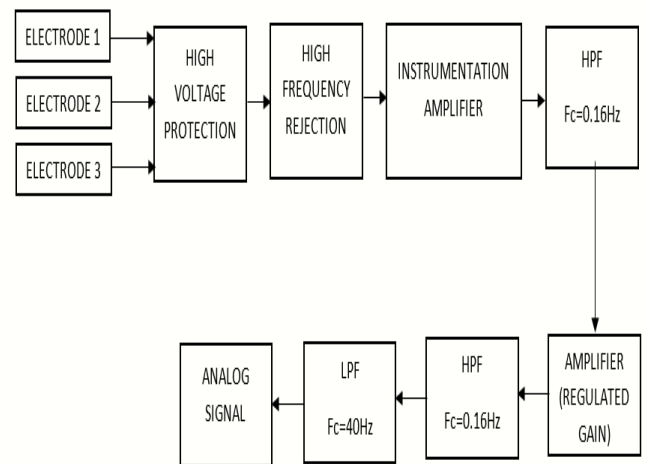 ELECTRODE 1
ELECTRODE 2
ELECTRODE 3
HIGH
VOLTAGE
PROTECTION
HIGH
FREQUENCY
REJECTION
INSTRUMENTATION
AMPLIFIER
HPF
Fc=0.16Hz
AMPLIFIER
(REGULATED
GAIN)
HPF
Fc=0.16Hz
LPF
Fc=40Hz
ANALOG
SIGNAL